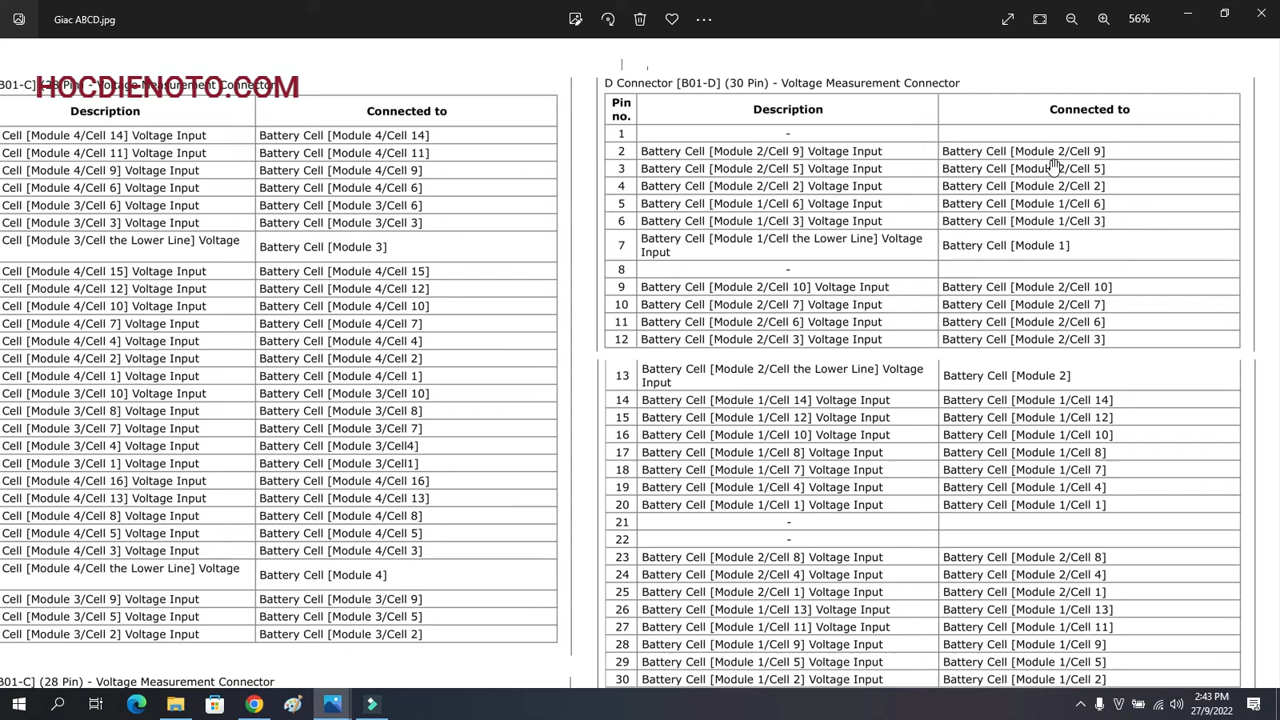 Giac ABCD.jpg
56%
HOCDIENOTO.COM
B01-C] (28 Pin) - Voltage Measurement Connector
Description Connected to
Cell [Module 4/Cell 14] Voltage Input Battery Cell [Module 4/Cell 14]
Cell [Module 4/Cell 11] Voltage Input Battery Cell [Module 4/Cell 11]
Cell [Module 4/Cell 9] Voltage Input Battery Cell [Module 4/Cell 9]
Cell [Module 4/Cell 6] Voltage Input Battery Cell [Module 4/Cell 6]
Cell [Module 3/Cell 6] Voltage Input Battery Cell [Module 3/Cell 6]
Cell [Module 3/Cell 3] Voltage Input Battery Cell [Module 3/Cell 3]
Cell [Module 3/Cell the Lower Line] Voltage Battery Cell [Module 3]
Cell [Module 4/Cell 15] Voltage Input Battery Cell [Module 4/Cell 15]
Cell [Module 4/Cell 12] Voltage Input Battery Cell [Module 4/Cell 12]
Cell [Module 4/Cell 10] Voltage Input Battery Cell [Module 4/Cell 10]
Cell [Module 4/Cell 7] Voltage Input Battery Cell [Module 4/Cell 7]
Cell [Module 4/Cell 4] Voltage Input Battery Cell [Module 4/Cell 4]
Cell [Module 4/Cell 2] Voltage Input Battery Cell [Module 4/Cell 2]
Cell [Module 4/Cell 1] Voltage Input Battery Cell [Module 4/Cell 1]
Cell [Module 3/Cell 10] Voltage Input Battery Cell [Module 3/Cell 10]
Cell [Module 3/Cell 8] Voltage Input Battery Cell [Module 3/Cell 8]
Cell [Module 3/Cell 7] Voltage Input Battery Cell [Module 3/Cell 7]
Cell [Module 3/Cell 4] Voltage Input Battery Cell [Module 3/Cell4]
Cell [Module 3/Cell 1] Voltage Input Battery Cell [Module 3/Cell1]
Cell [Module 4/Cell 16] Voltage Input Battery Cell [Module 4/Cell 16]
Cell [Module 4/Cell 13] Voltage Input Battery Cell [Module 4/Cell 13]
Cell [Module 4/Cell 8] Voltage Input Battery Cell [Module 4/Cell 8]
Cell [Module 4/Cell 5] Voltage Input Battery Cell [Module 4/Cell 5]
Cell [Module 4/Cell 3] Voltage Input Battery Cell [Module 4/Cell 3]
Cell [Module 4/Cell the Lower Line] Voltage Battery Cell [Module 4]
Cell [Module 3/Cell 9] Voltage Input Battery Cell [Module 3/Cell 9]
Cell [Module 3/Cell 5] Voltage Input Battery Cell [Module 3/Cell 5]
Cell [Module 3/Cell 2] Voltage Input Battery Cell [Module 3/Cell 2]
B01-C] (28 Pin) - Voltage Measurement Connector
D Connector [B01-D] (30 Pin) - Voltage Measurement Connector
Pin no. Description Connected to
1 -
2 Battery Cell [Module 2/Cell 9] Voltage Input Battery Cell [Module 2/Cell 9]
3 Battery Cell [Module 2/Cell 5] Voltage Input Battery Cell [Module 2/Cell 5]
4 Battery Cell [Module 2/Cell 2] Voltage Input Battery Cell [Module 2/Cell 2]
5 Battery Cell [Module 1/Cell 6] Voltage Input Battery Cell [Module 1/Cell 6]
6 Battery Cell [Module 1/Cell 3] Voltage Input Battery Cell [Module 1/Cell 3]
7 Battery Cell [Module 1/Cell the Lower Line] Voltage
Input Battery Cell [Module 1]
8 -
9 Battery Cell [Module 2/Cell 10] Voltage Input Battery Cell [Module 2/Cell 10]
10 Battery Cell [Module 2/Cell 7] Voltage Input Battery Cell [Module 2/Cell 7]
11 Battery Cell [Module 2/Cell 6] Voltage Input Battery Cell [Module 2/Cell 6]
12 Battery Cell [Module 2/Cell 3] Voltage Input Battery Cell [Module 2/Cell 3]
13 Battery Cell [Module 2/Cell the Lower Line] Voltage
Input Battery Cell [Module 2]
14 Battery Cell [Module 1/Cell 14] Voltage Input Battery Cell [Module 1/Cell 14]
15 Battery Cell [Module 1/Cell 12] Voltage Input Battery Cell [Module 1/Cell 12]
16 Battery Cell [Module 1/Cell 10] Voltage Input Battery Cell [Module 1/Cell 10]
17 Battery Cell [Module 1/Cell 8] Voltage Input Battery Cell [Module 1/Cell 8]
18 Battery Cell [Module 1/Cell 7] Voltage Input Battery Cell [Module 1/Cell 7]
19 Battery Cell [Module 1/Cell 4] Voltage Input Battery Cell [Module 1/Cell 4]
20 Battery Cell [Module 1/Cell 1] Voltage Input Battery Cell [Module 1/Cell 1]
21 -
22 -
23 Battery Cell [Module 2/Cell 8] Voltage Input Battery Cell [Module 2/Cell 8]
24 Battery Cell [Module 2/Cell 4] Voltage Input Battery Cell [Module 2/Cell 4]
25 Battery Cell [Module 2/Cell 1] Voltage Input Battery Cell [Module 2/Cell 1]
26 Battery Cell [Module 1/Cell 13] Voltage Input Battery Cell [Module 1/Cell 13]
27 Battery Cell [Module 1/Cell 11] Voltage Input Battery Cell [Module 1/Cell 11]
28 Battery Cell [Module 1/Cell 9] Voltage Input Battery Cell [Module 1/Cell 9]
29 Battery Cell [Module 1/Cell 5] Voltage Input Battery Cell [Module 1/Cell 5]
30 Battery Cell [Module 1/Cell 2] Voltage Input Battery Cell [Module 1/Cell 2]
V
2:43 PM
27/9/2022